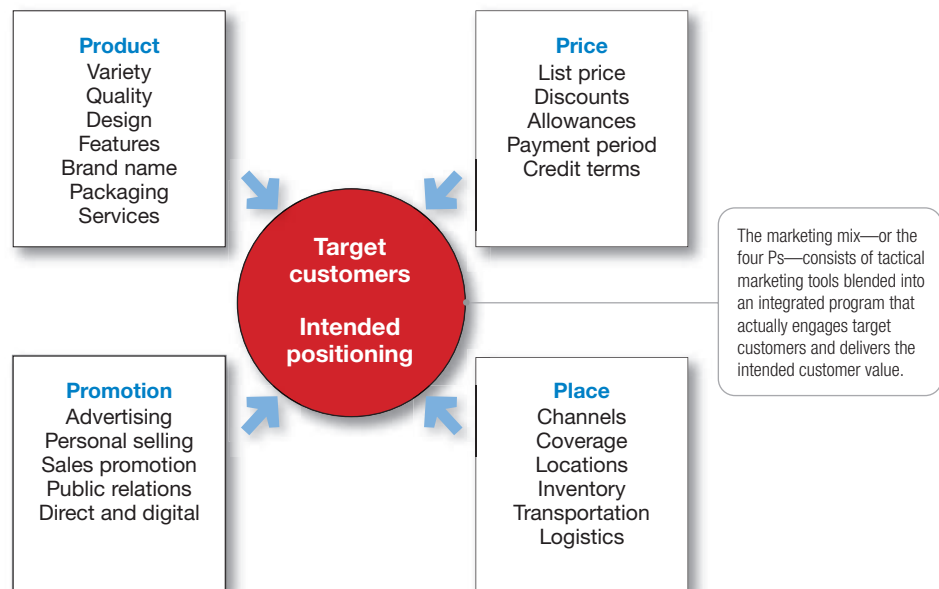 Product
Variety
Quality
Design
Features
Brand name
Packaging
Services
Price
List price
Discounts
Allowances
Payment period
Credit terms
Target
customers
Intended
positioning
The marketing mix—or the
four Ps—consists of tactical
marketing tools blended into
an integrated program that
actually engages target
customers and delivers the
intended customer value.
Promotion
Advertising
Personal selling
Sales promotion
Public relations
Direct and digital
Place
Channels
Coverage
Locations
Inventory
Transportation
Logistics